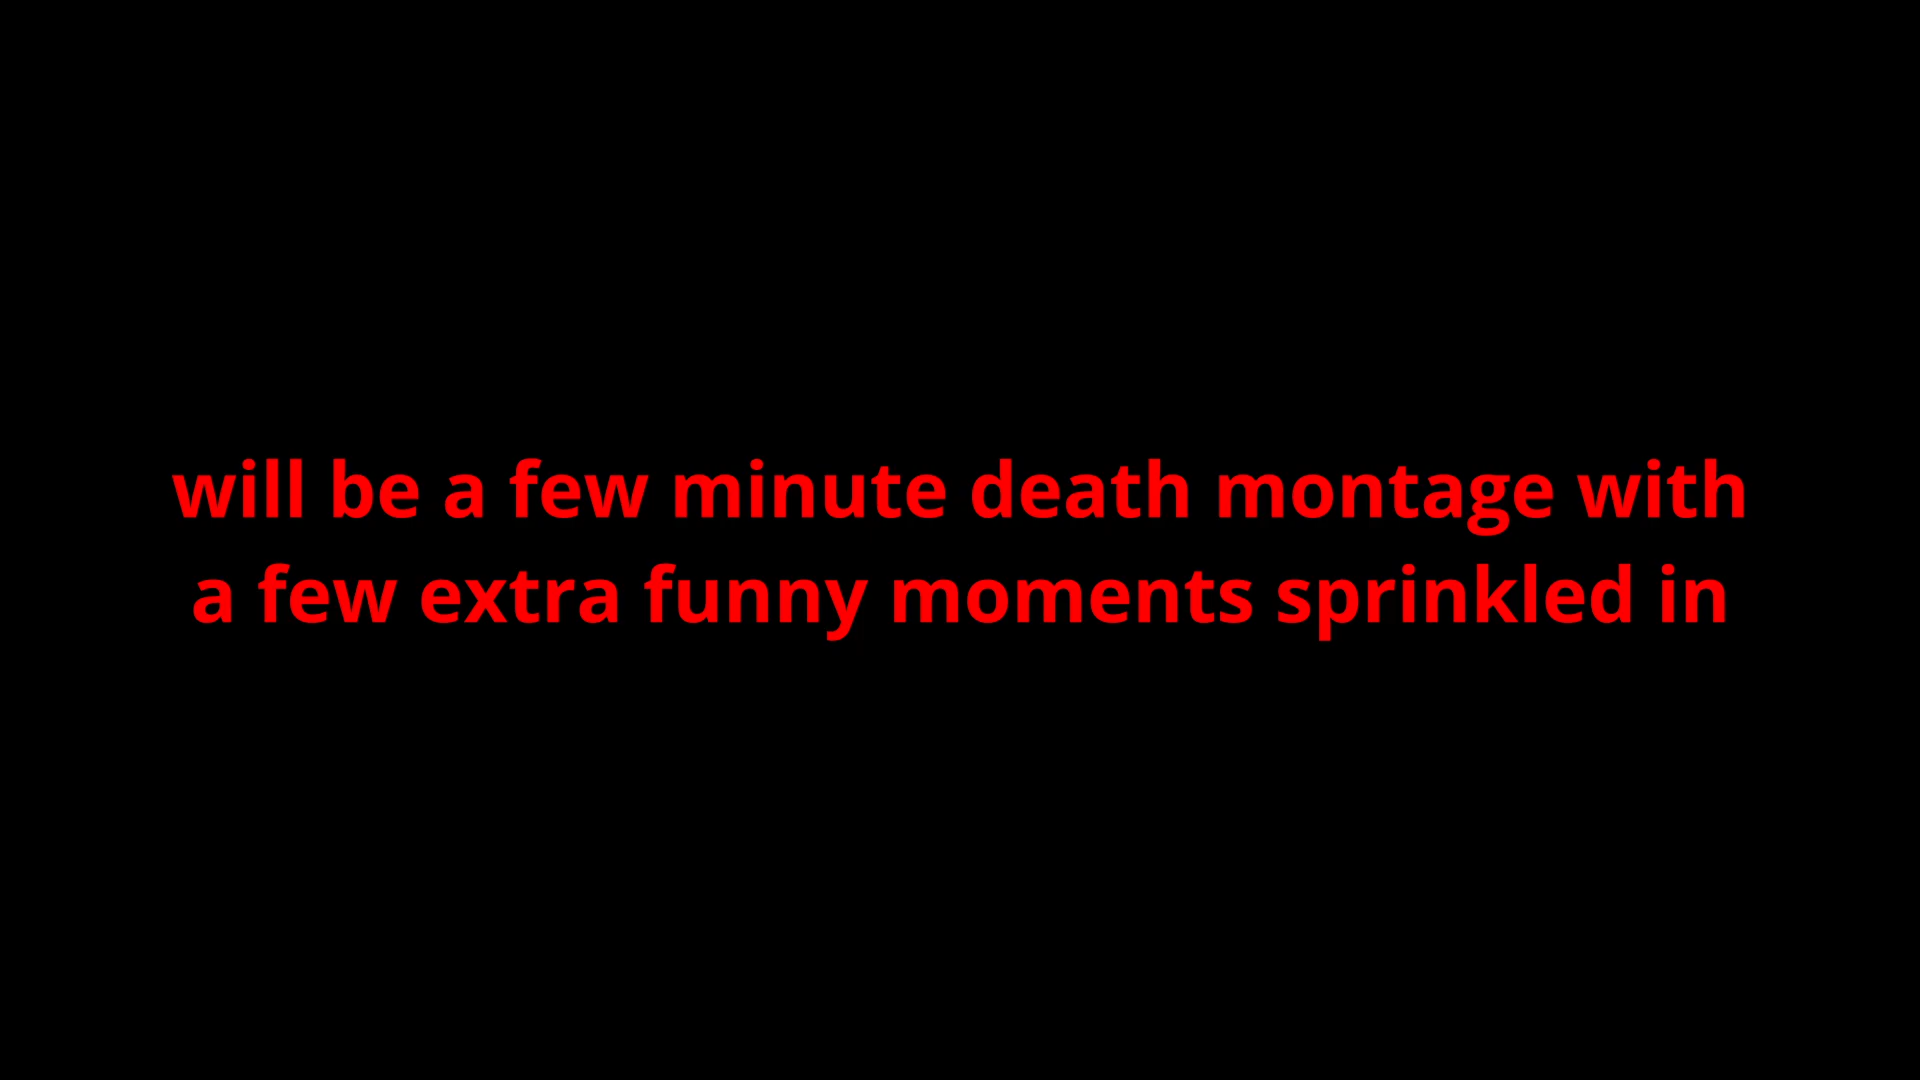 will be a few minute death montage with
a few extra funny moments sprinkled in